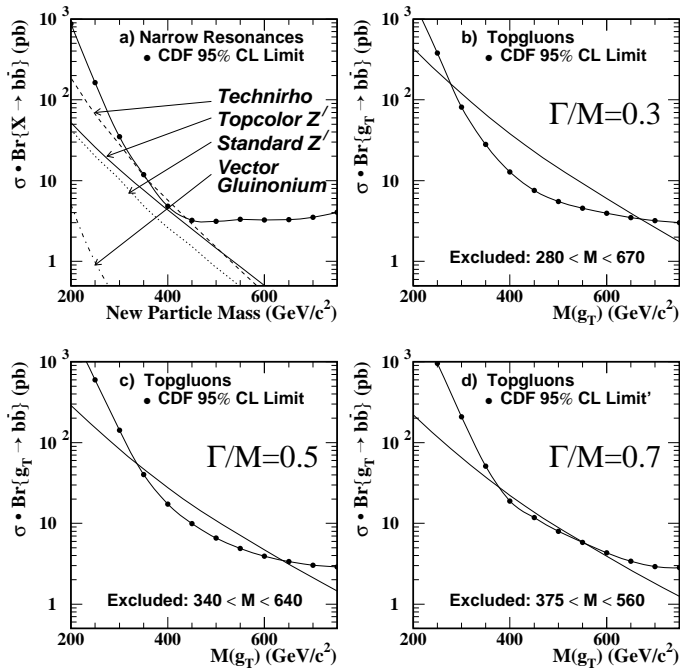 σ • Br{X → bb̄} (pb)
10³
10²
10
1
a) Narrow Resonances
• CDF 95% CL Limit
Technirho
Topcolor Z′
Standard Z′
Vector
Gluinonium
200 400 600
New Particle Mass (GeV/c²)
σ • Br{g_T → bb̄} (pb)
10³
10²
10
1
b) Topgluons
• CDF 95% CL Limit
Γ/M=0.3
Excluded: 280 < M < 670
200 400 600
M(g_T) (GeV/c²)
σ • Br{g_T → bb̄} (pb)
10³
10²
10
1
c) Topgluons
• CDF 95% CL Limit
Γ/M=0.5
Excluded: 340 < M < 640
200 400 600
M(g_T) (GeV/c²)
σ • Br{g_T → bb̄} (pb)
10³
10²
10
1
d) Topgluons
• CDF 95% CL Limit'
Γ/M=0.7
Excluded: 375 < M < 560
200 400 600
M(g_T) (GeV/c²)